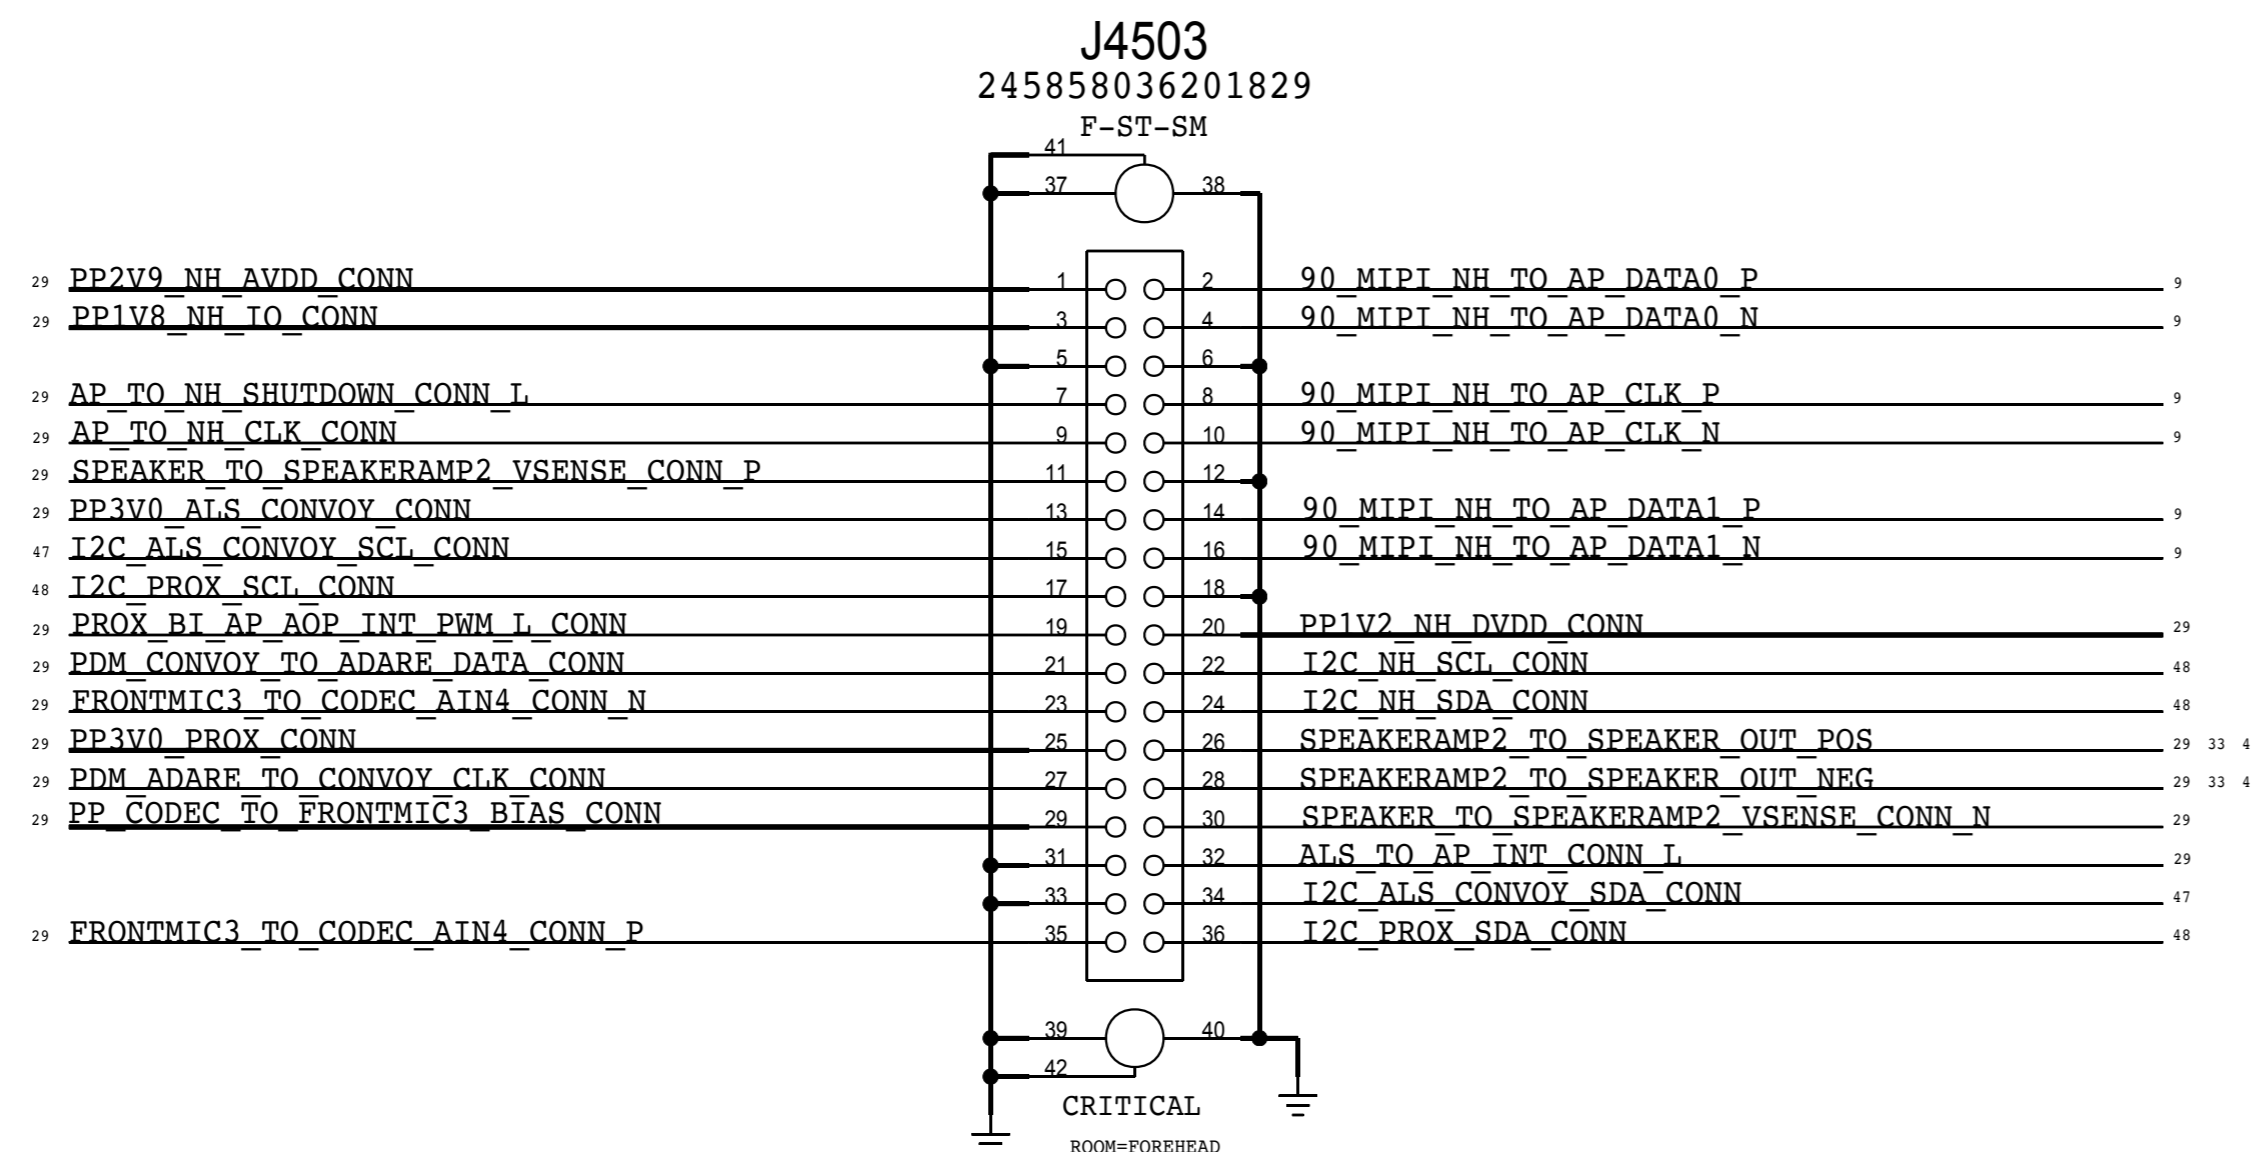 J4503
245858036201829
F-ST-SM
41
37 38
29 PP2V9_NH_AVDD_CONN 1 2 90_MIPI_NH_TO_AP_DATA0_P 9
29 PP1V8_NH_IO_CONN 3 4 90_MIPI_NH_TO_AP_DATA0_N 9
5 6
29 AP_TO_NH_SHUTDOWN_CONN_L 7 8 90_MIPI_NH_TO_AP_CLK_P 9
29 AP_TO_NH_CLK_CONN 9 10 90_MIPI_NH_TO_AP_CLK_N 9
29 SPEAKER_TO_SPEAKERAMP2_VSENSE_CONN_P 11 12
29 PP3V0_ALS_CONVOY_CONN 13 14 90_MIPI_NH_TO_AP_DATA1_P 9
47 I2C_ALS_CONVOY_SCL_CONN 15 16 90_MIPI_NH_TO_AP_DATA1_N 9
48 I2C_PROX_SCL_CONN 17 18
29 PROX_BI_AP_AOP_INT_PWM_L_CONN 19 20 PP1V2_NH_DVDD_CONN 29
29 PDM_CONVOY_TO_ADARE_DATA_CONN 21 22 I2C_NH_SCL_CONN 48
29 FRONTMIC3_TO_CODEC_AIN4_CONN_N 23 24 I2C_NH_SDA_CONN 48
29 PP3V0_PROX_CONN 25 26 SPEAKERAMP2_TO_SPEAKER_OUT_POS 29 33 4
29 PDM_ADARE_TO_CONVOY_CLK_CONN 27 28 SPEAKERAMP2_TO_SPEAKER_OUT_NEG 29 33 4
29 PP_CODEC_TO_FRONTMIC3_BIAS_CONN 29 30 SPEAKER_TO_SPEAKERAMP2_VSENSE_CONN_N 29
31 32 ALS_TO_AP_INT_CONN_L 29
33 34 I2C_ALS_CONVOY_SDA_CONN 47
29 FRONTMIC3_TO_CODEC_AIN4_CONN_P 35 36 I2C_PROX_SDA_CONN 48
39 40
42
CRITICAL
ROOM=FOREHEAD